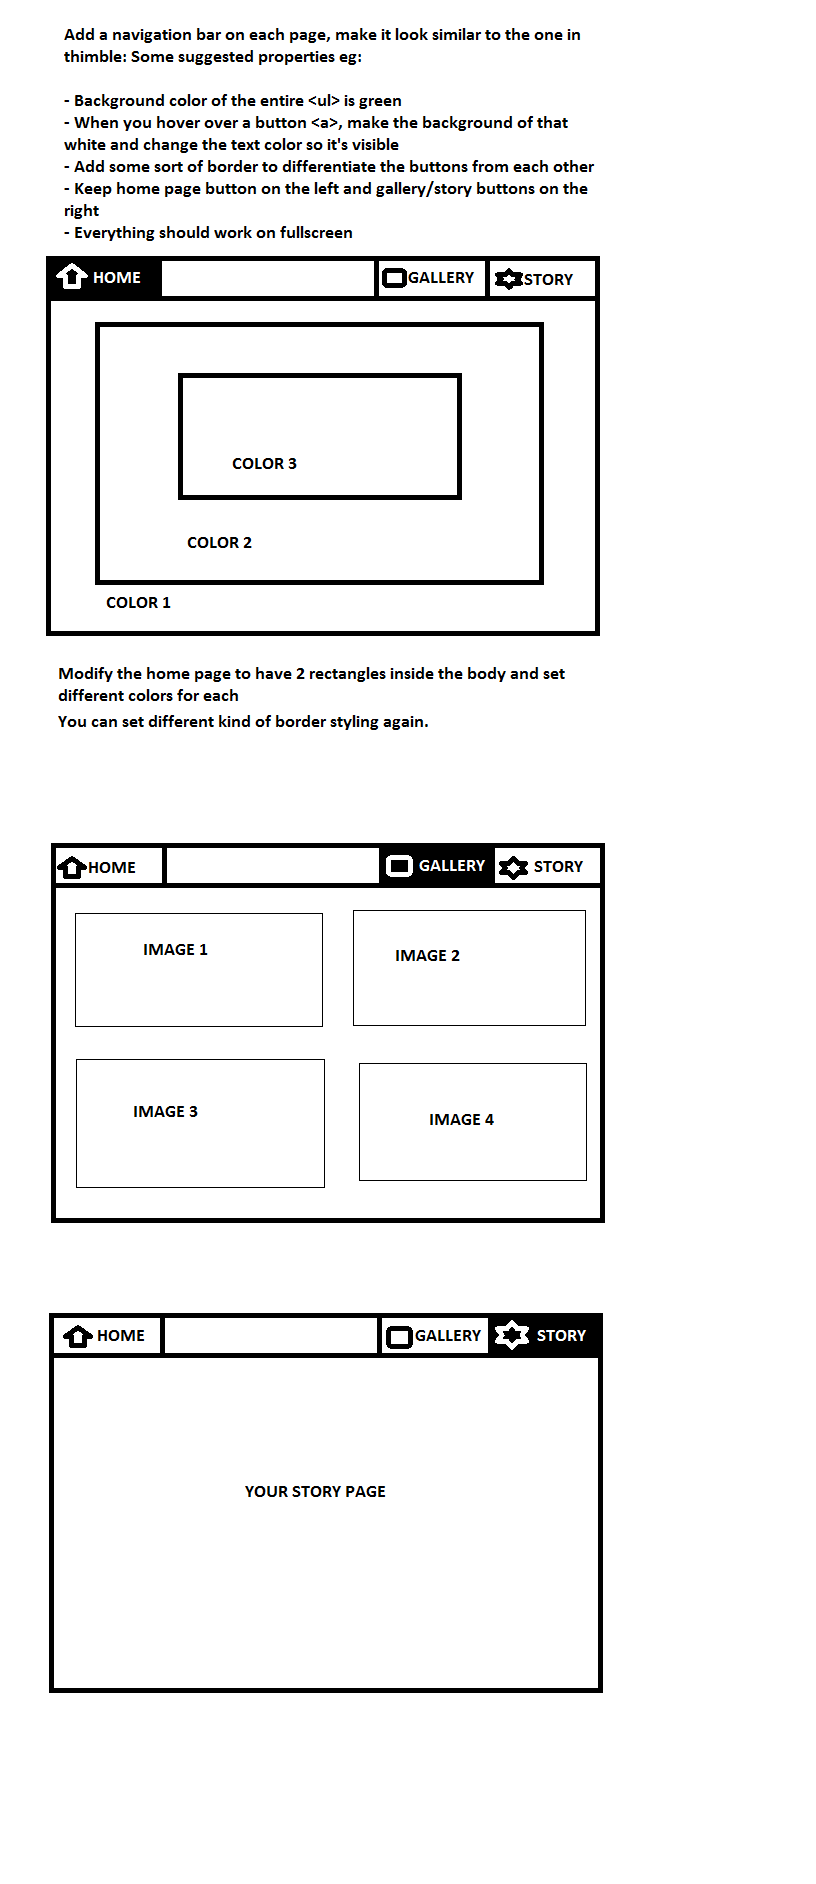 Add a navigation bar on each page, make it look similar to the one in
thimble: Some suggested properties eg:
- Background color of the entire <ul> is green
- When you hover over a button <a>, make the background of that
white and change the text color so it's visible
- Add some sort of border to differentiate the buttons from each other
- Keep home page button on the left and gallery/story buttons on the
right
- Everything should work on fullscreen
HOME GALLERY STORY
COLOR 3
COLOR 2
COLOR 1
Modify the home page to have 2 rectangles inside the body and set
different colors for each
You can set different kind of border styling again.
HOME GALLERY STORY
IMAGE 1 IMAGE 2
IMAGE 3 IMAGE 4
HOME GALLERY STORY
YOUR STORY PAGE